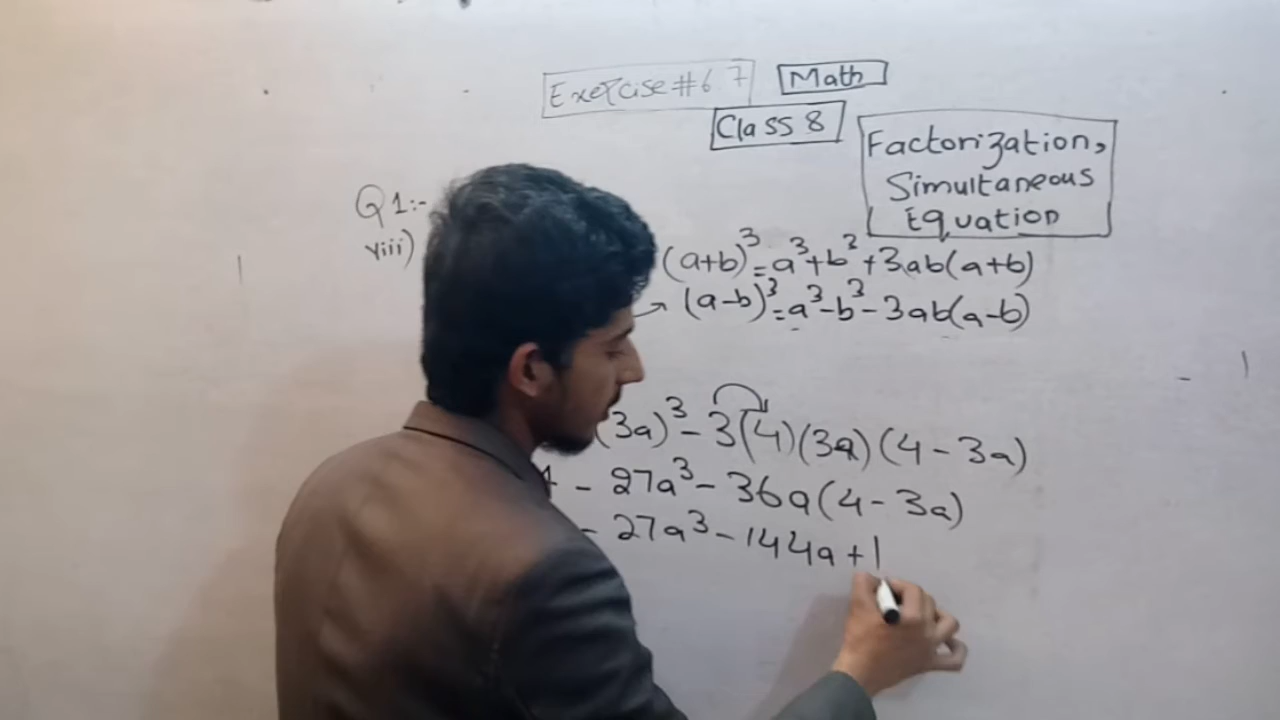 Exercise #6 7
Math
Class 8
Factorization,
Simultaneous
Equation
Q1:-
viii)
(a+b)³=a³+b³+3ab(a+b)
→ (a-b)³=a³-b³-3ab(a-b)
(3a)³-3(4)(3a)(4-3a)
4 - 27a³-36a(4-3a)
- 27a³-144a+1